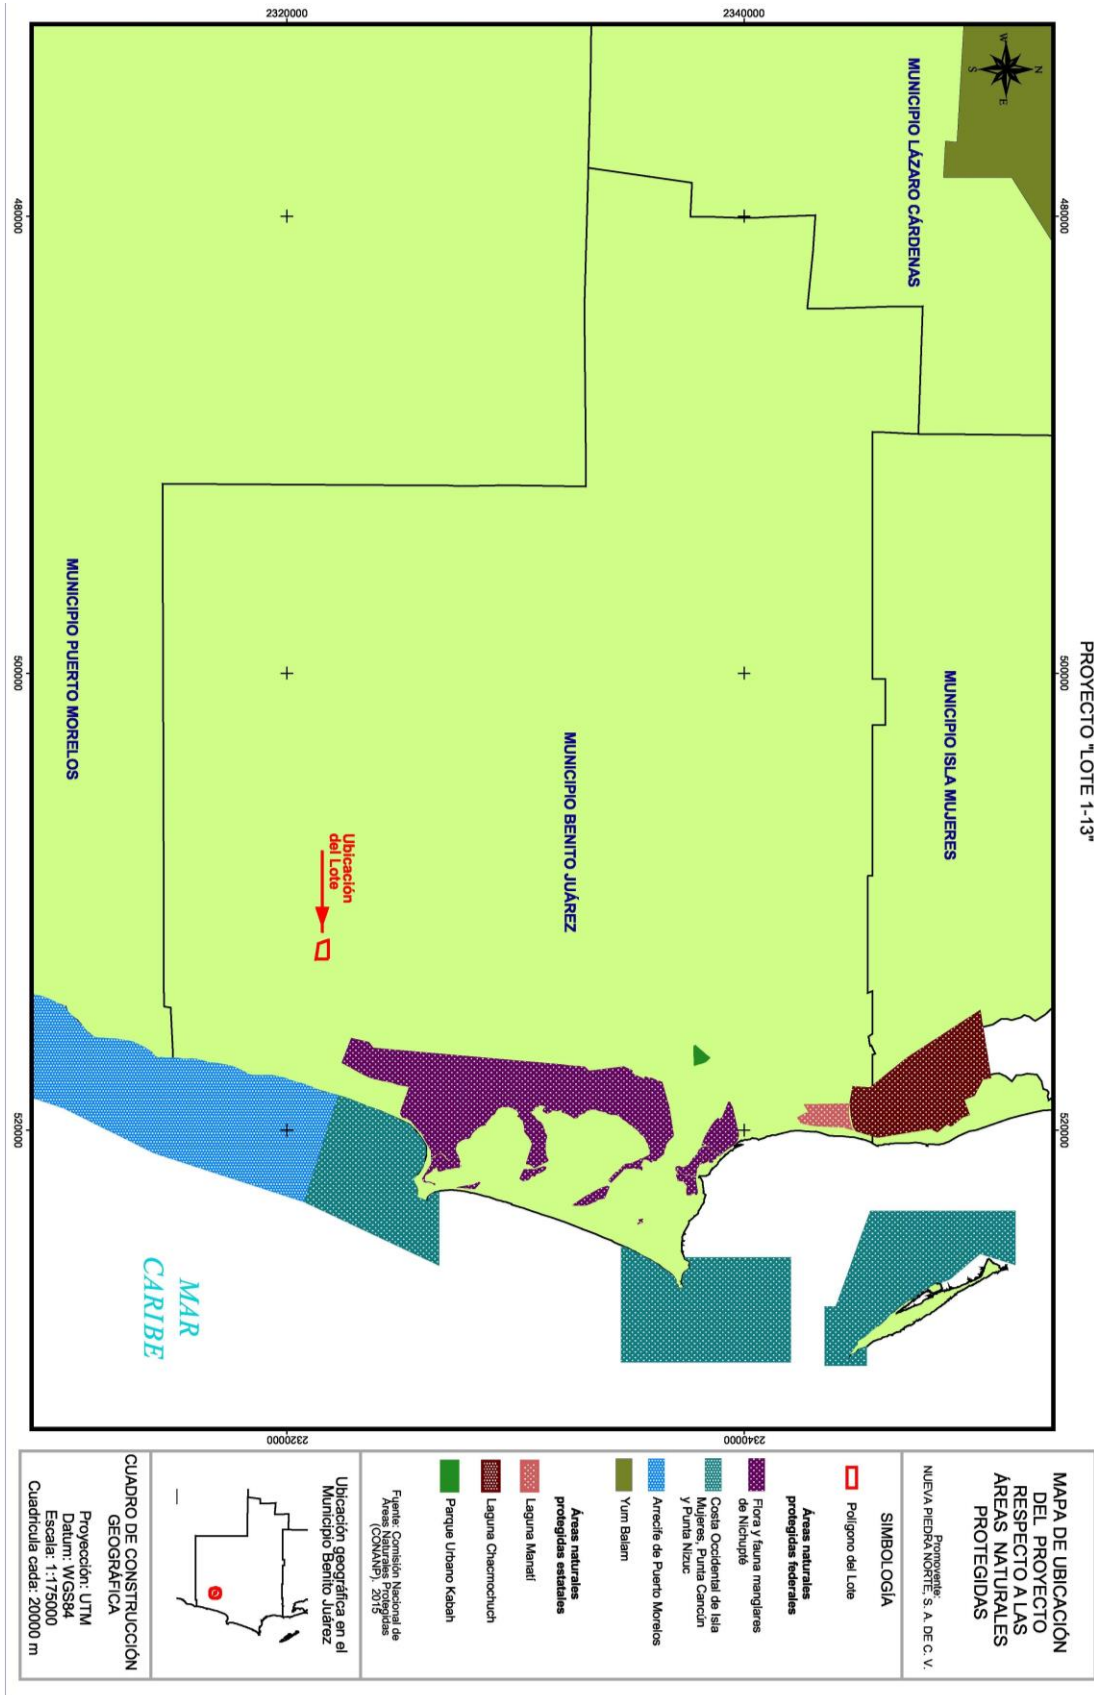 PROYECTO "LOTE 1-13"
480000
500000
520000
2340000
2320000
N
W
E
S
MUNICIPIO LÁZARO CÁRDENAS
MUNICIPIO ISLA MUJERES
MUNICIPIO BENITO JUÁREZ
Ubicación
del Lote
MUNICIPIO PUERTO MORELOS
MAR
CARIBE
2340000
2320000
480000
500000
520000
MAPA DE UBICACIÓN
DEL PROYECTO
RESPECTO A LAS
ÁREAS NATURALES
PROTEGIDAS
Promovente:
NUEVA PIEDRA NORTE, S. A. DE C. V.
SIMBOLOGÍA
Polígono del Lote
Áreas naturales
protegidas federales
Flora y fauna manglares
de Nichupté
Costa Occidental de Isla
Mujeres, Punta Cancún
y Punta Nizuc
Arrecife de Puerto Morelos
Yum Balam
Áreas naturales
protegidas estatales
Laguna Manatí
Laguna Chacmochuch
Parque Urbano Kabah
Fuente: Comisión Nacional de
Áreas Naturales Protegidas
(CONANP). 2015
Ubicación geográfica en el
Municipio Benito Juárez
CUADRO DE CONSTRUCCIÓN
GEOGRÁFICA
Proyección: UTM
Datum: WGS84
Escala: 1:175000
Cuadrícula cada: 20000 m